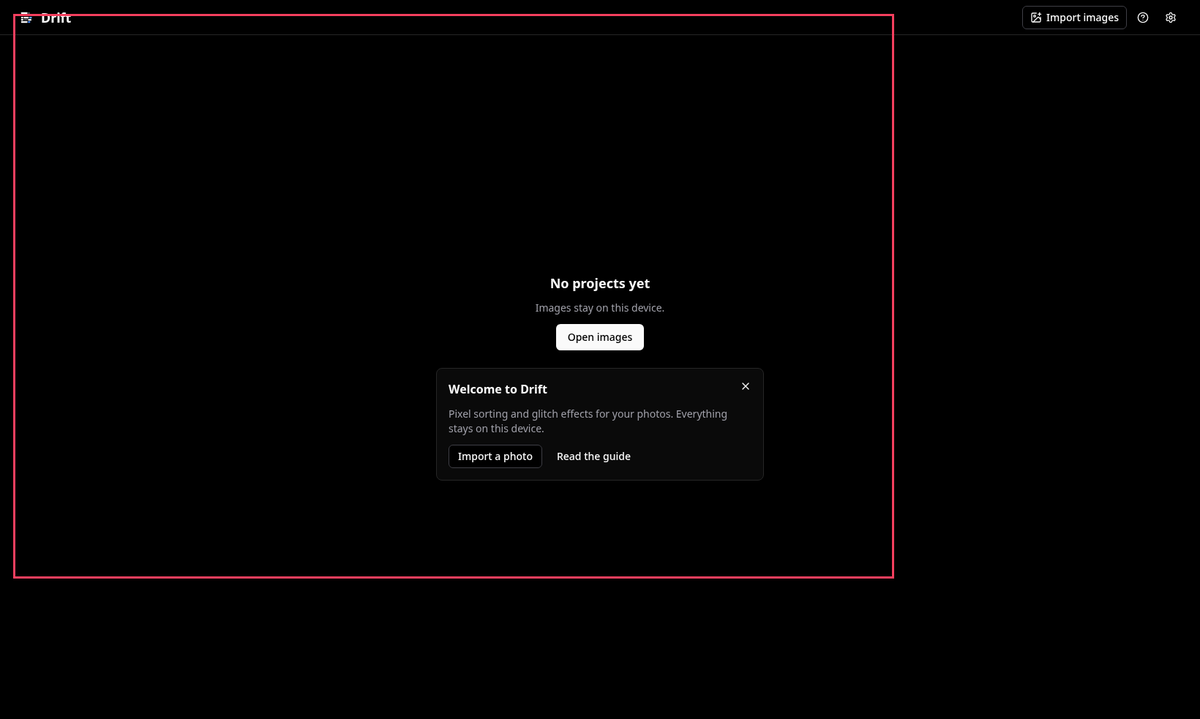 Drift
Import images
No projects yet
Images stay on this device.
Open images
Welcome to Drift
Pixel sorting and glitch effects for your photos. Everything
stays on this device.
Import a photo
Read the guide